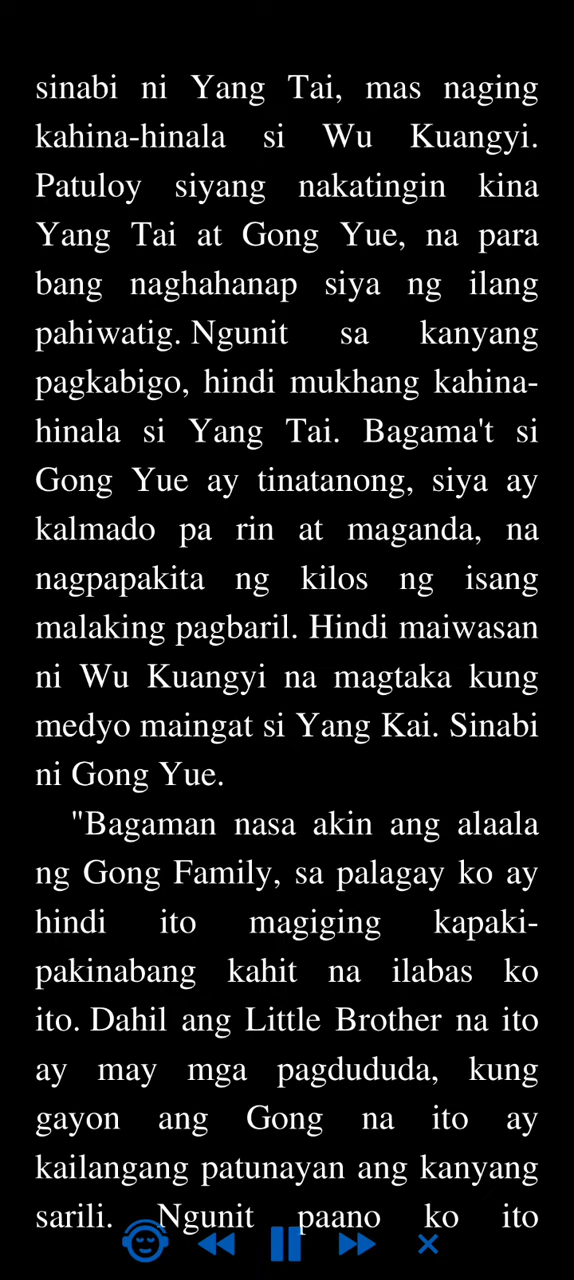 sinabi ni Yang Tai, mas naging
kahina-hinala si Wu Kuangyi.
Patuloy siyang nakatingin kina
Yang Tai at Gong Yue, na para
bang naghahanap siya ng ilang
pahiwatig. Ngunit sa kanyang
pagkabigo, hindi mukhang kahina-
hinala si Yang Tai. Bagama't si
Gong Yue ay tinatanong, siya ay
kalmado pa rin at maganda, na
nagpapakita ng kilos ng isang
malaking pagbaril. Hindi maiwasan
ni Wu Kuangyi na magtaka kung
medyo maingat si Yang Kai. Sinabi
ni Gong Yue.
"Bagaman nasa akin ang alaala
ng Gong Family, sa palagay ko ay
hindi ito magiging kapaki-
pakinabang kahit na ilabas ko
ito. Dahil ang Little Brother na ito
ay may mga pagdududa, kung
gayon ang Gong na ito ay
kailangang patunayan ang kanyang
sarili. Ngunit paano ko ito